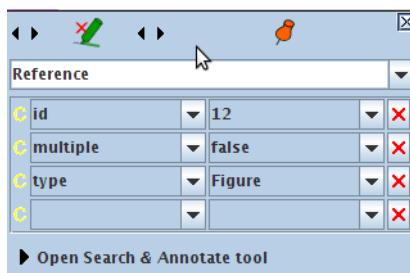 Reference
C id 12
C multiple false
C type Figure
C
Open Search & Annotate tool